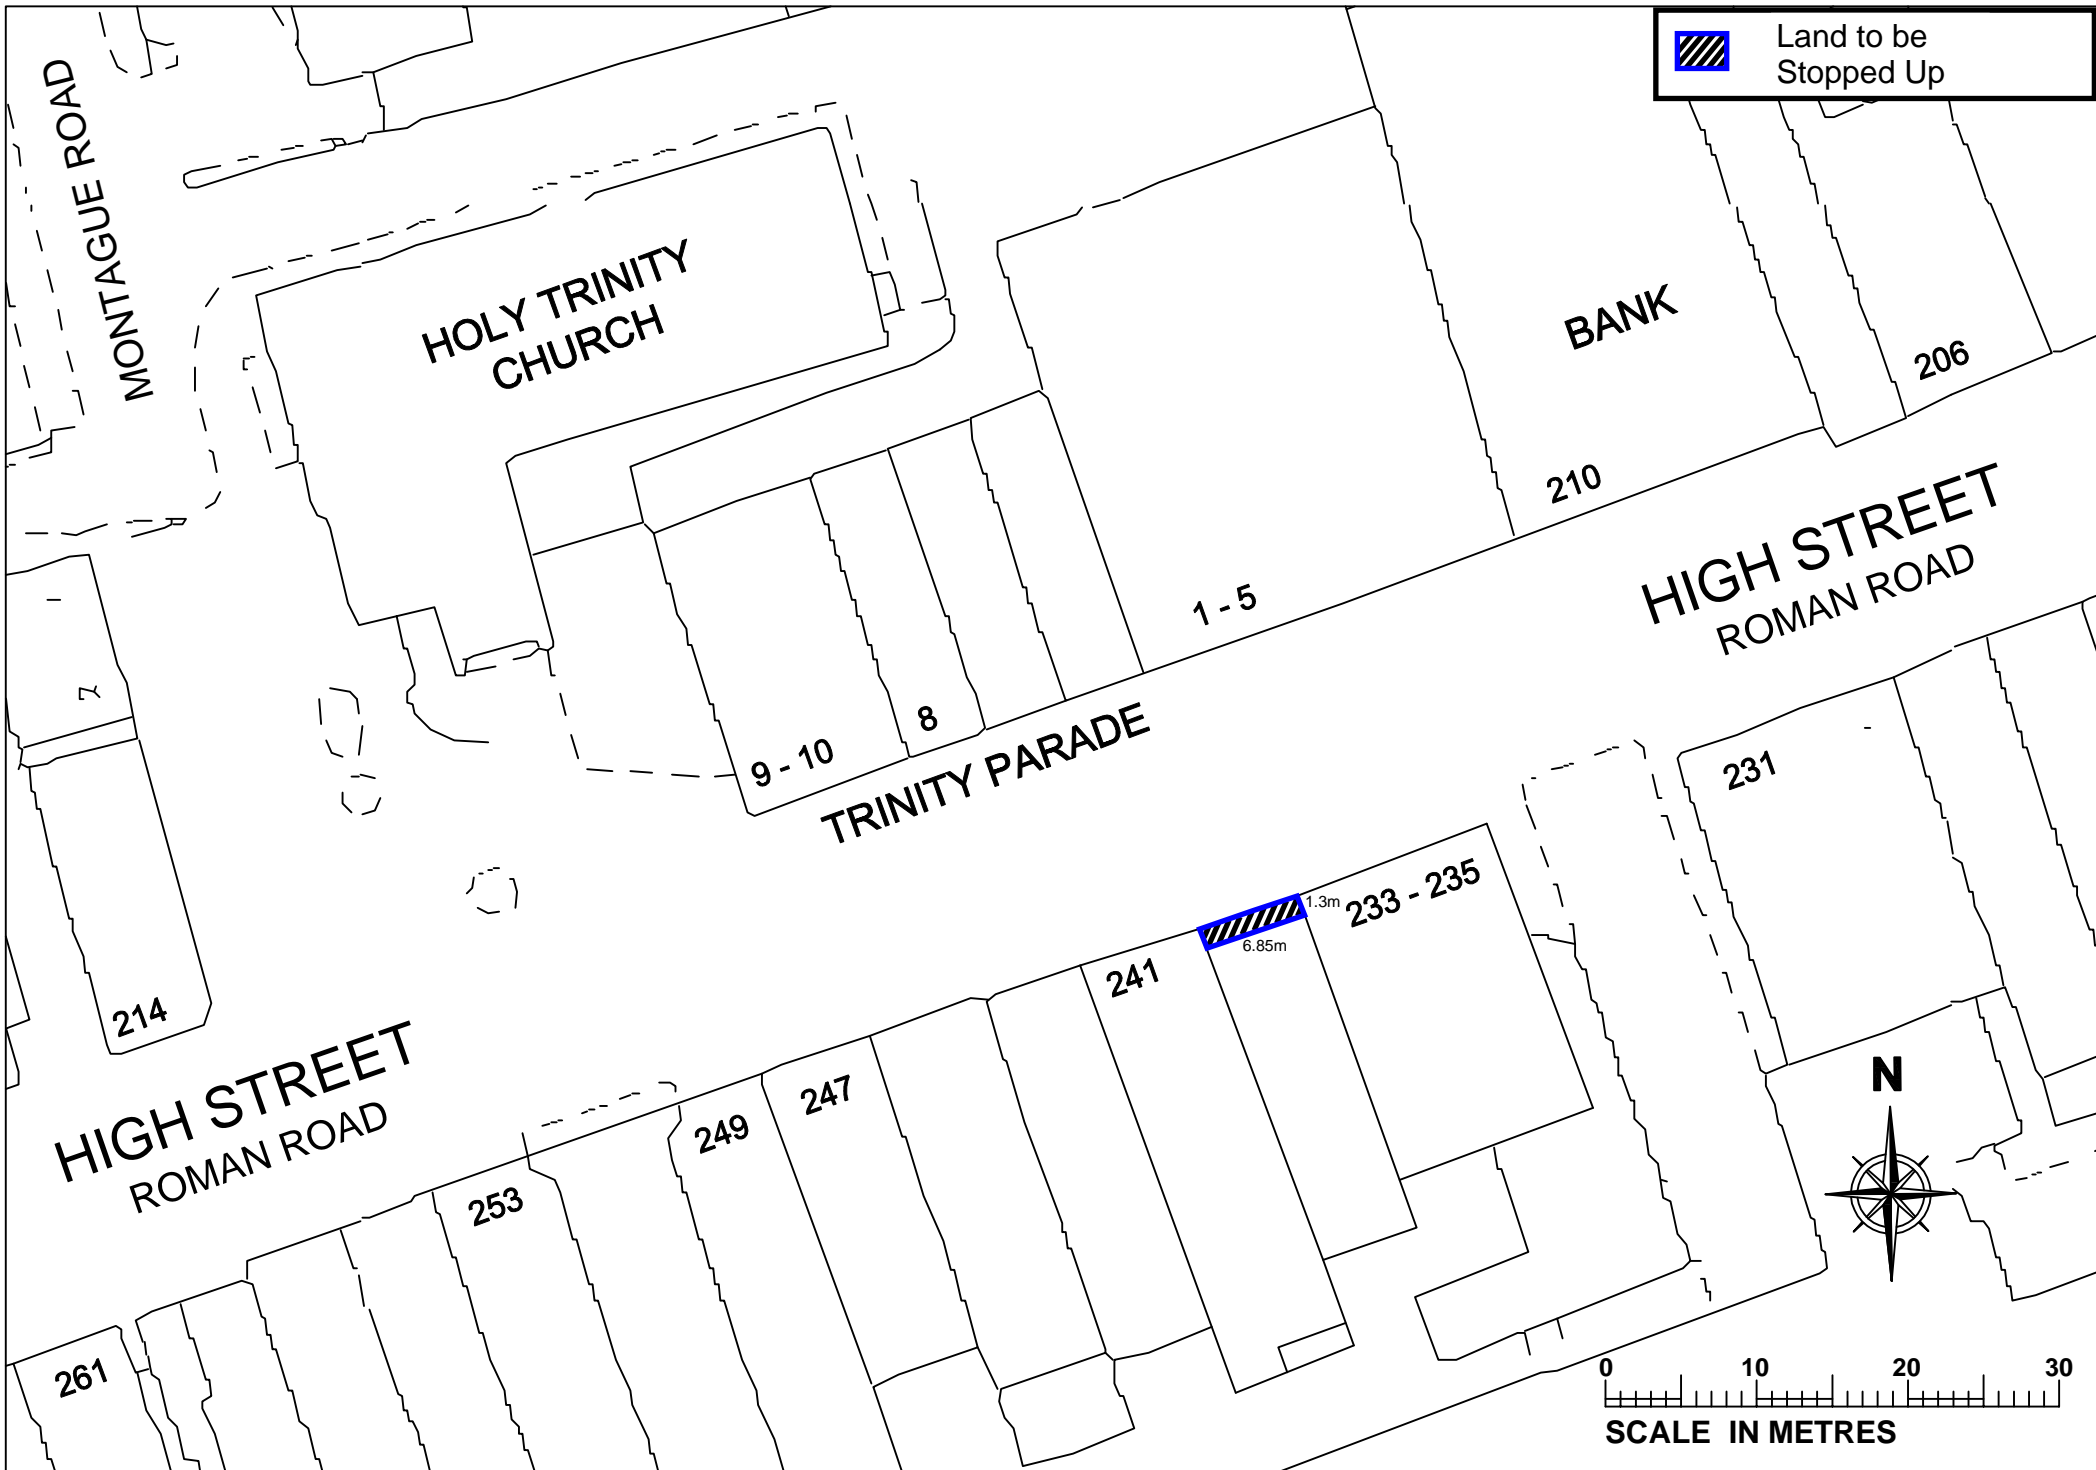 Land to be
Stopped Up
MONTAGUE ROAD
HOLY TRINITY
CHURCH
BANK
206
210
HIGH STREET
ROMAN ROAD
1 - 5
8
9 - 10
TRINITY PARADE
231
233 - 235
1.3m
6.85m
241
214
247
249
253
HIGH STREET
ROMAN ROAD
261
N
0 10 20 30
SCALE IN METRES